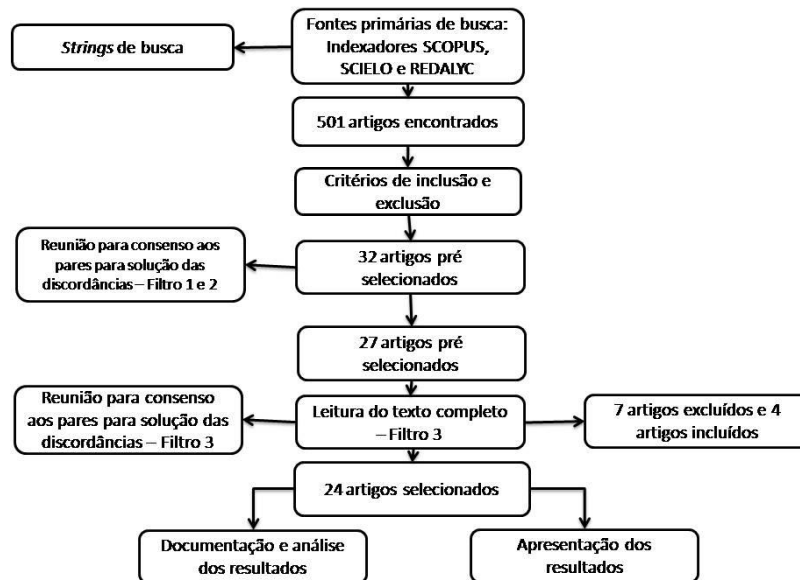 Fontes primárias de busca:
Indexadores SCOPUS,
SCIELO e REDALYC
Strings de busca
501 artigos encontrados
Critérios de inclusão e
exclusão
Reunião para consenso aos
pares para solução das
discordâncias – Filtro 1 e 2
32 artigos pré
selecionados
27 artigos pré
selecionados
Reunião para consenso
aos pares para solução das
discordâncias – Filtro 3
Leitura do texto completo
– Filtro 3
7 artigos excluídos e 4
artigos incluídos
24 artigos selecionados
Documentação e análise
dos resultados
Apresentação dos
resultados